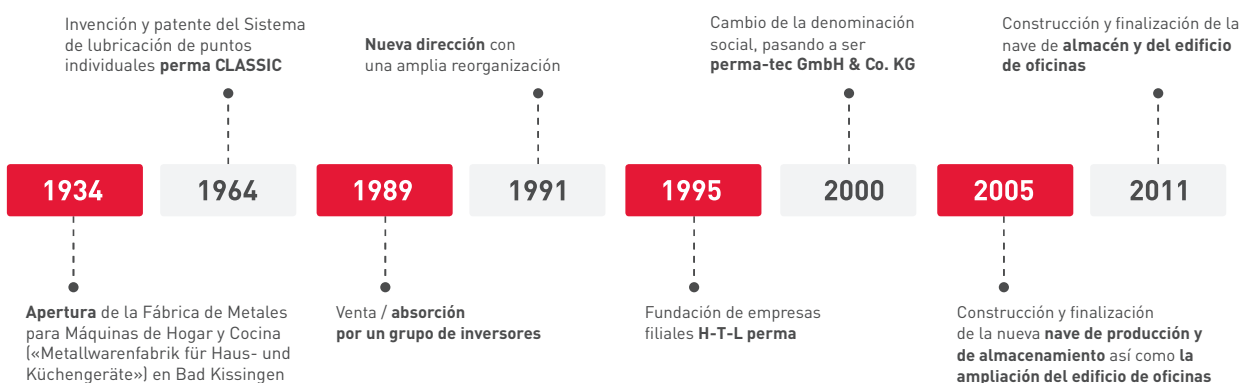 Invención y patente del Sistema
de lubricación de puntos
individuales perma CLASSIC
Nueva dirección con
una amplia reorganización
Cambio de la denominación
social, pasando a ser
perma-tec GmbH & Co. KG
Construcción y finalización de la
nave de almacén y del edificio
de oficinas
1934
1964
1989
1991
1995
2000
2005
2011
Apertura de la Fábrica de Metales
para Máquinas de Hogar y Cocina
(«Metallwarenfabrik für Haus- und
Küchengeräte») en Bad Kissingen
Venta / absorción
por un grupo de inversores
Fundación de empresas
filiales H-T-L perma
Construcción y finalización
de la nueva nave de producción y
de almacenamiento así como la
ampliación del edificio de oficinas